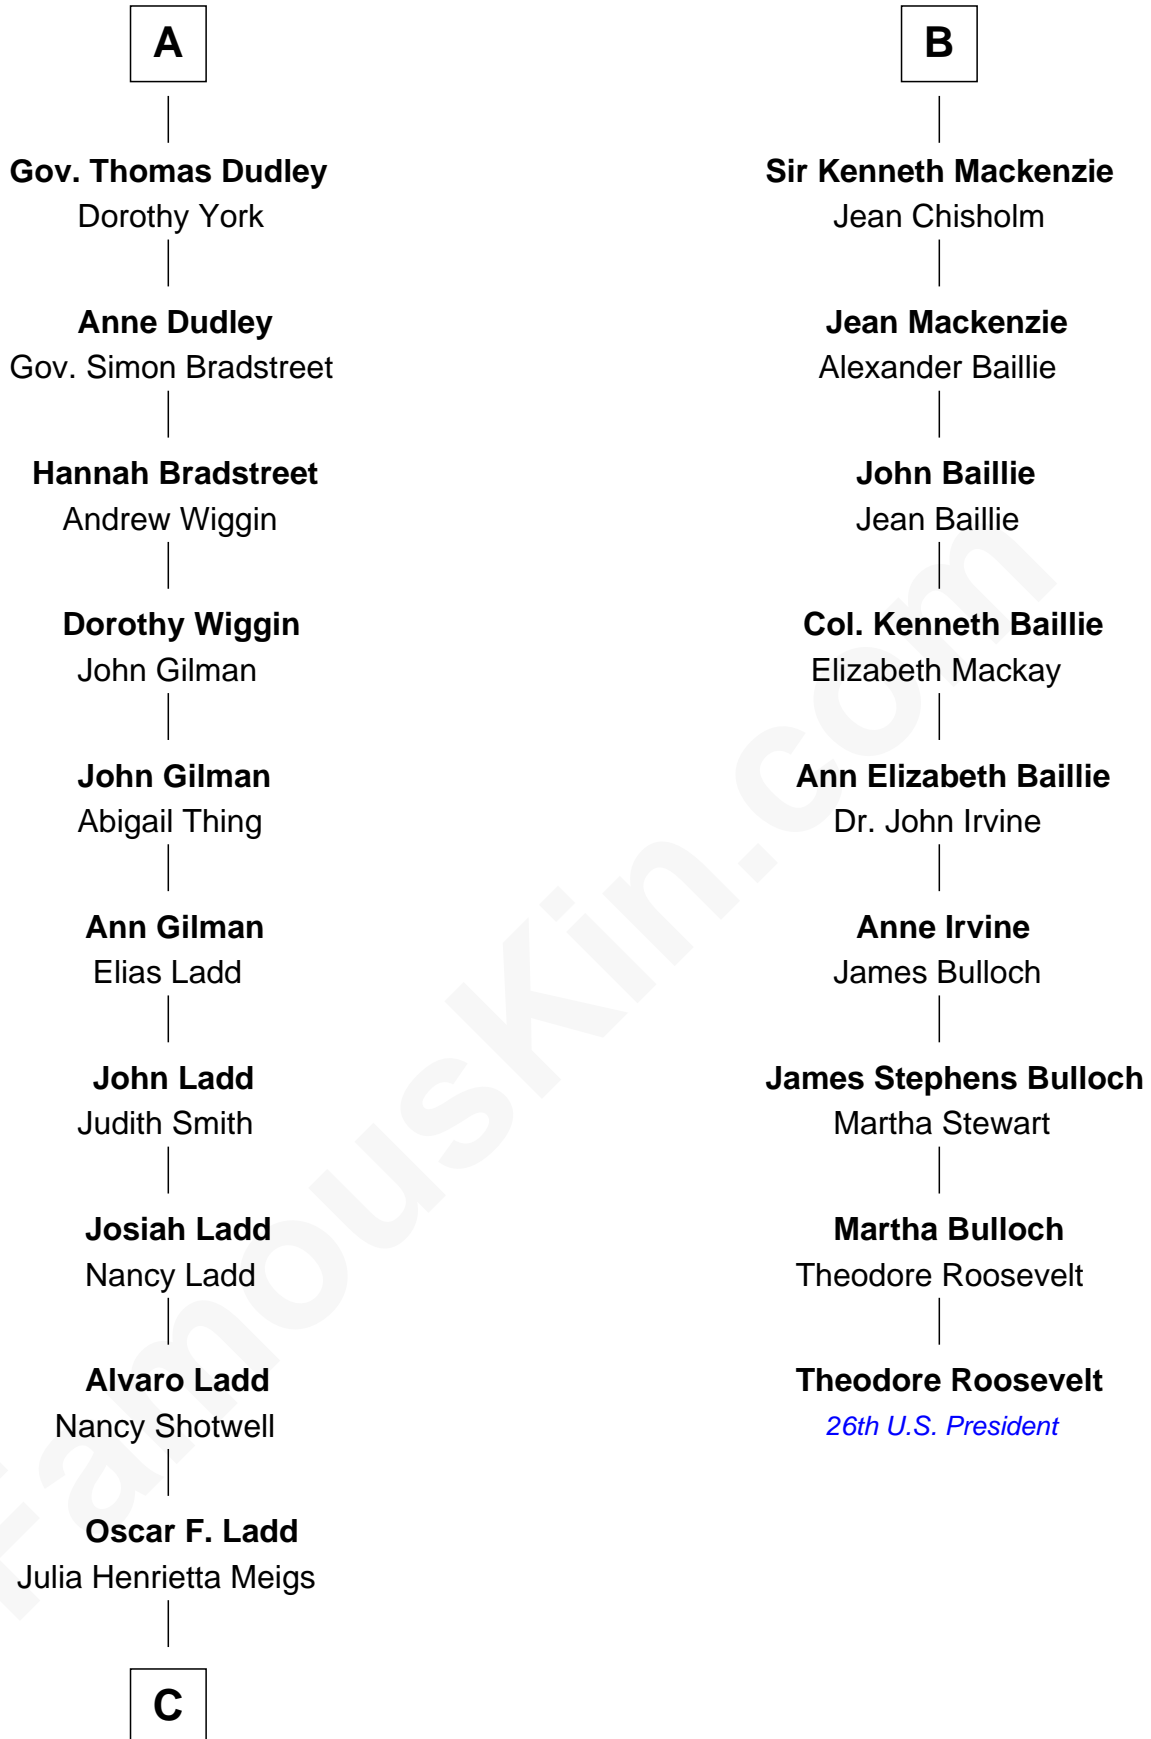 A
Gov. Thomas Dudley
Dorothy York
Anne Dudley
Gov. Simon Bradstreet
Hannah Bradstreet
Andrew Wiggin
Dorothy Wiggin
John Gilman
John Gilman
Abigail Thing
Ann Gilman
Elias Ladd
John Ladd
Judith Smith
Josiah Ladd
Nancy Ladd
Alvaro Ladd
Nancy Shotwell
Oscar F. Ladd
Julia Henrietta Meigs
C
B
Sir Kenneth Mackenzie
Jean Chisholm
Jean Mackenzie
Alexander Baillie
John Baillie
Jean Baillie
Col. Kenneth Baillie
Elizabeth Mackay
Ann Elizabeth Baillie
Dr. John Irvine
Anne Irvine
James Bulloch
James Stephens Bulloch
Martha Stewart
Martha Bulloch
Theodore Roosevelt
Theodore Roosevelt
26th U.S. President
FamousKin.com